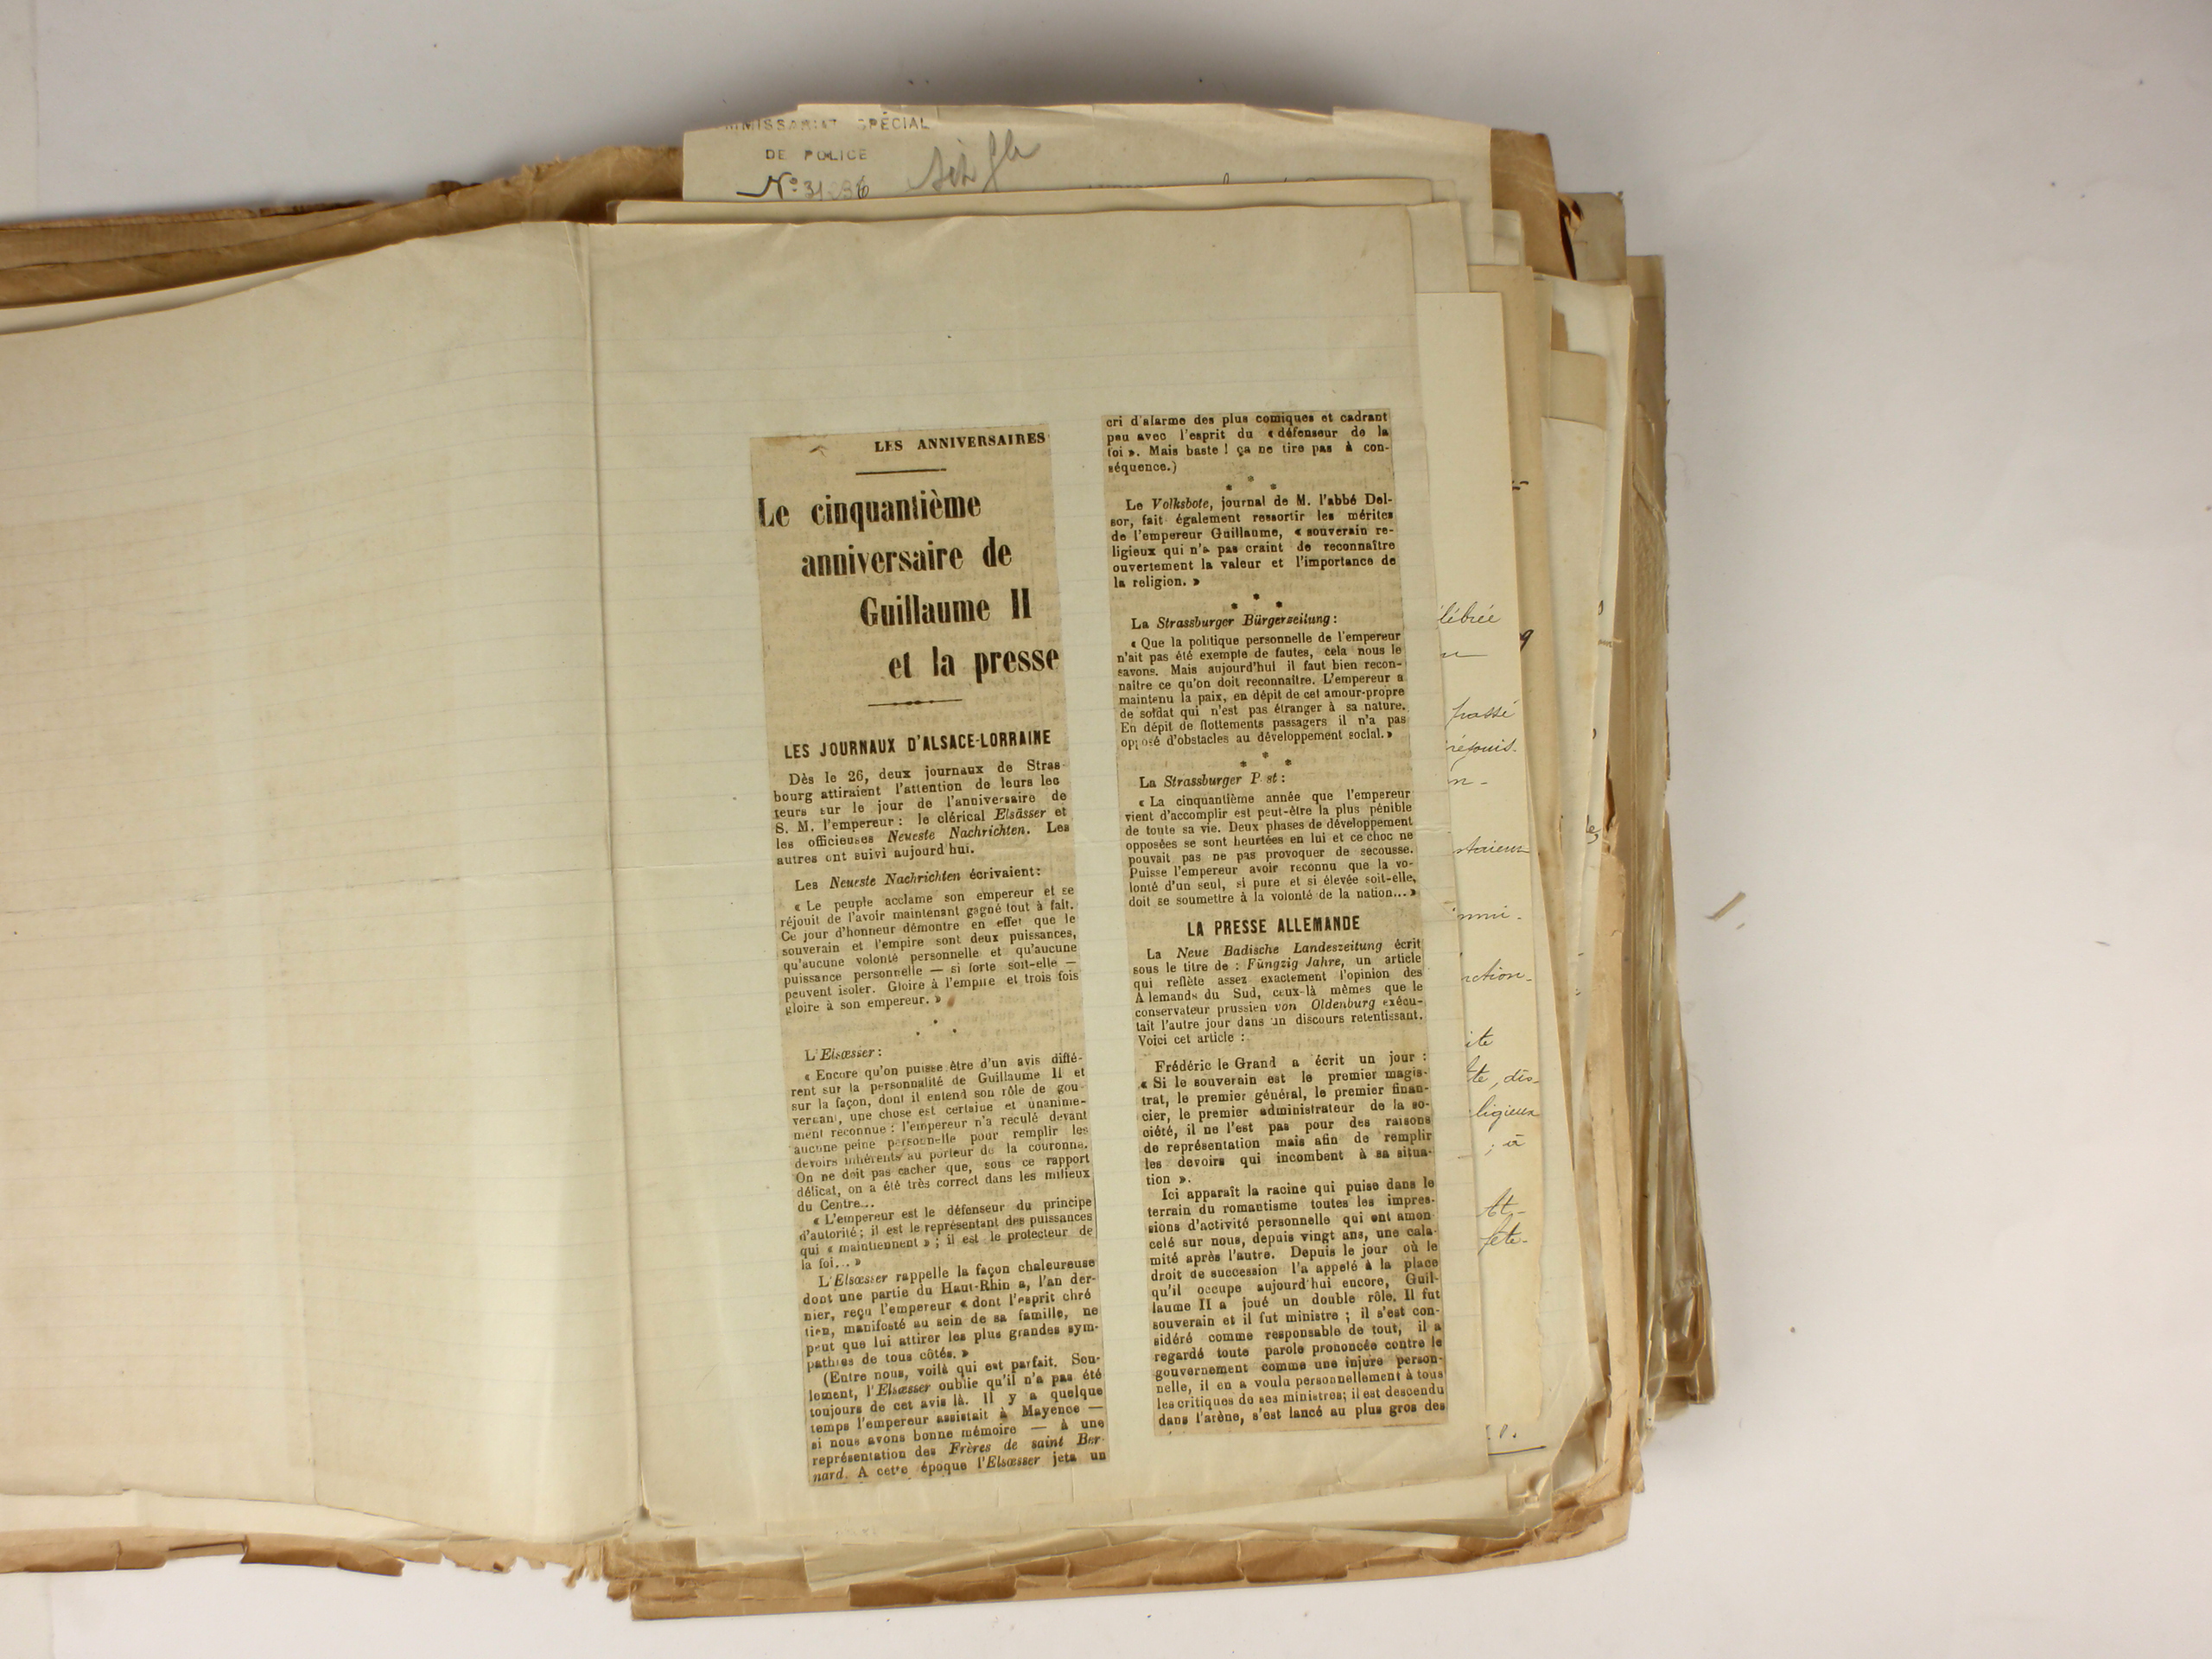 MMISSARIAT SPÉCIAL
DE POLICE
N° 31236
LES ANNIVERSAIRES
Le cinquantième
anniversaire de
Guillaume II
et la presse
LES JOURNAUX D'ALSACE-LORRAINE
Dès le 26, deux journaux de Stras-
bourg attiraient l'attention de leurs lec
teurs sur le jour de l'anniversaire de
S. M. l'empereur : le clérical Elsässer et
les officieuses Neueste Nachrichten. Les
autres ont suivi aujourd'hui.
Les Neueste Nachrichten écrivaient :
« Le peuple acclame son empereur et se
réjouit de l'avoir maintenant gagné tout à fait.
Ce jour d'honneur démontre en effet que le
souverain et l'empire sont deux puissances,
qu'aucune volonté personnelle et qu'aucune
puissance personnelle — si forte soit-elle —
peuvent isoler. Gloire à l'empire et trois fois
gloire à son empereur. »
L'Elsœsser :
« Encore qu'on puisse être d'un avis diffé-
rent sur la personnalité de Guillaume II et
sur la façon, dont il entend son rôle de gou-
vernant, une chose est certaine et unanime-
ment reconnue : l'empereur n'a reculé devant
aucune peine personnelle pour remplir les
devoirs inhérents au porteur de la couronne.
On ne doit pas cacher que, sous ce rapport
délicat, on a été très correct dans les milieux
du Centre...
« L'empereur est le défenseur du principe
d'autorité ; il est le représentant des puissances
qui « maintiennent » ; il est le protecteur de
la foi... »
L'Elsœsser rappelle la façon chaleureuse
dont une partie du Haut-Rhin a, l'an der-
nier, reçu l'empereur « dont l'esprit chré
tien, manifesté au sein de sa famille, ne
peut que lui attirer les plus grandes sym-
pathies de tous côtés. »
(Entre nous, voilà qui est parfait. Seu-
lement, l'Elsœsser oublie qu'il n'a pas été
toujours de cet avis là. Il y a quelque
temps l'empereur assistait à Mayence —
si nous avons bonne mémoire — à une
représentation des Frères de saint Ber-
nard. A cette époque l'Elsœsser jeta un
cri d'alarme des plus comiques et cadrant
peu avec l'esprit du « défenseur de la
foi ». Mais baste ! ça ne tire pas à con-
séquence.)
* * *
Le Volksbote, journal de M. l'abbé Del-
sor, fait également ressortir les mérites
de l'empereur Guillaume, « souverain re-
ligieux qui n'a pas craint de reconnaître
ouvertement la valeur et l'importance de
la religion. »
* * *
La Strassburger Bürgerzeitung :
« Que la politique personnelle de l'empereur
n'ait pas été exempte de fautes, cela nous le
savons. Mais aujourd'hui il faut bien recon-
naître ce qu'on doit reconnaître. L'empereur a
maintenu la paix, en dépit de cet amour-propre
de soldat qui n'est pas étranger à sa nature.
En dépit de flottements passagers il n'a pas
opposé d'obstacles au développement social. »
* * *
La Strassburger P st :
« La cinquantième année que l'empereur
vient d'accomplir est peut-être la plus pénible
de toute sa vie. Deux phases de développement
opposées se sont heurtées en lui et ce choc ne
pouvait pas ne pas provoquer de secousse.
Puisse l'empereur avoir reconnu que la vo-
lonté d'un seul, si pure et si élevée soit-elle,
doit se soumettre à la volonté de la nation... »
LA PRESSE ALLEMANDE
La Neue Badische Landeszeitung écrit
sous le titre de : Füngzig Jahre, un article
qui reflète assez exactement l'opinion des
A lemands du Sud, ceux-là mêmes que le
conservateur prussien von Oldenburg exécu-
tait l'autre jour dans un discours retentissant.
Voici cet article :
Frédéric le Grand a écrit un jour :
« Si le souverain est le premier magis-
trat, le premier général, le premier finan-
cier, le premier administrateur de la so-
ciété, il ne l'est pas pour des raisons
de représentation mais afin de remplir
les devoirs qui incombent à sa situa-
tion ».
Ici apparaît la racine qui puise dans le
terrain du romantisme toutes les impres-
sions d'activité personnelle qui ont amon-
celé sur nous, depuis vingt ans, une cala-
mité après l'autre. Depuis le jour où le
droit de succession l'a appelé à la place
qu'il occupe aujourd'hui encore, Guil-
laume II a joué un double rôle. Il fut
souverain et il fut ministre ; il s'est con-
sidéré comme responsable de tout, il a
regardé toute parole prononcée contre le
gouvernement comme une injure person-
nelle, il en a voulu personnellement à tous
les critiques de ses ministres ; il est descendu
dans l'arène, s'est lancé au plus gros des
lébrée
passé
réjouis-
n-
staient
nction-
ite
te, dis-
ligieux
; à
At-
fête-